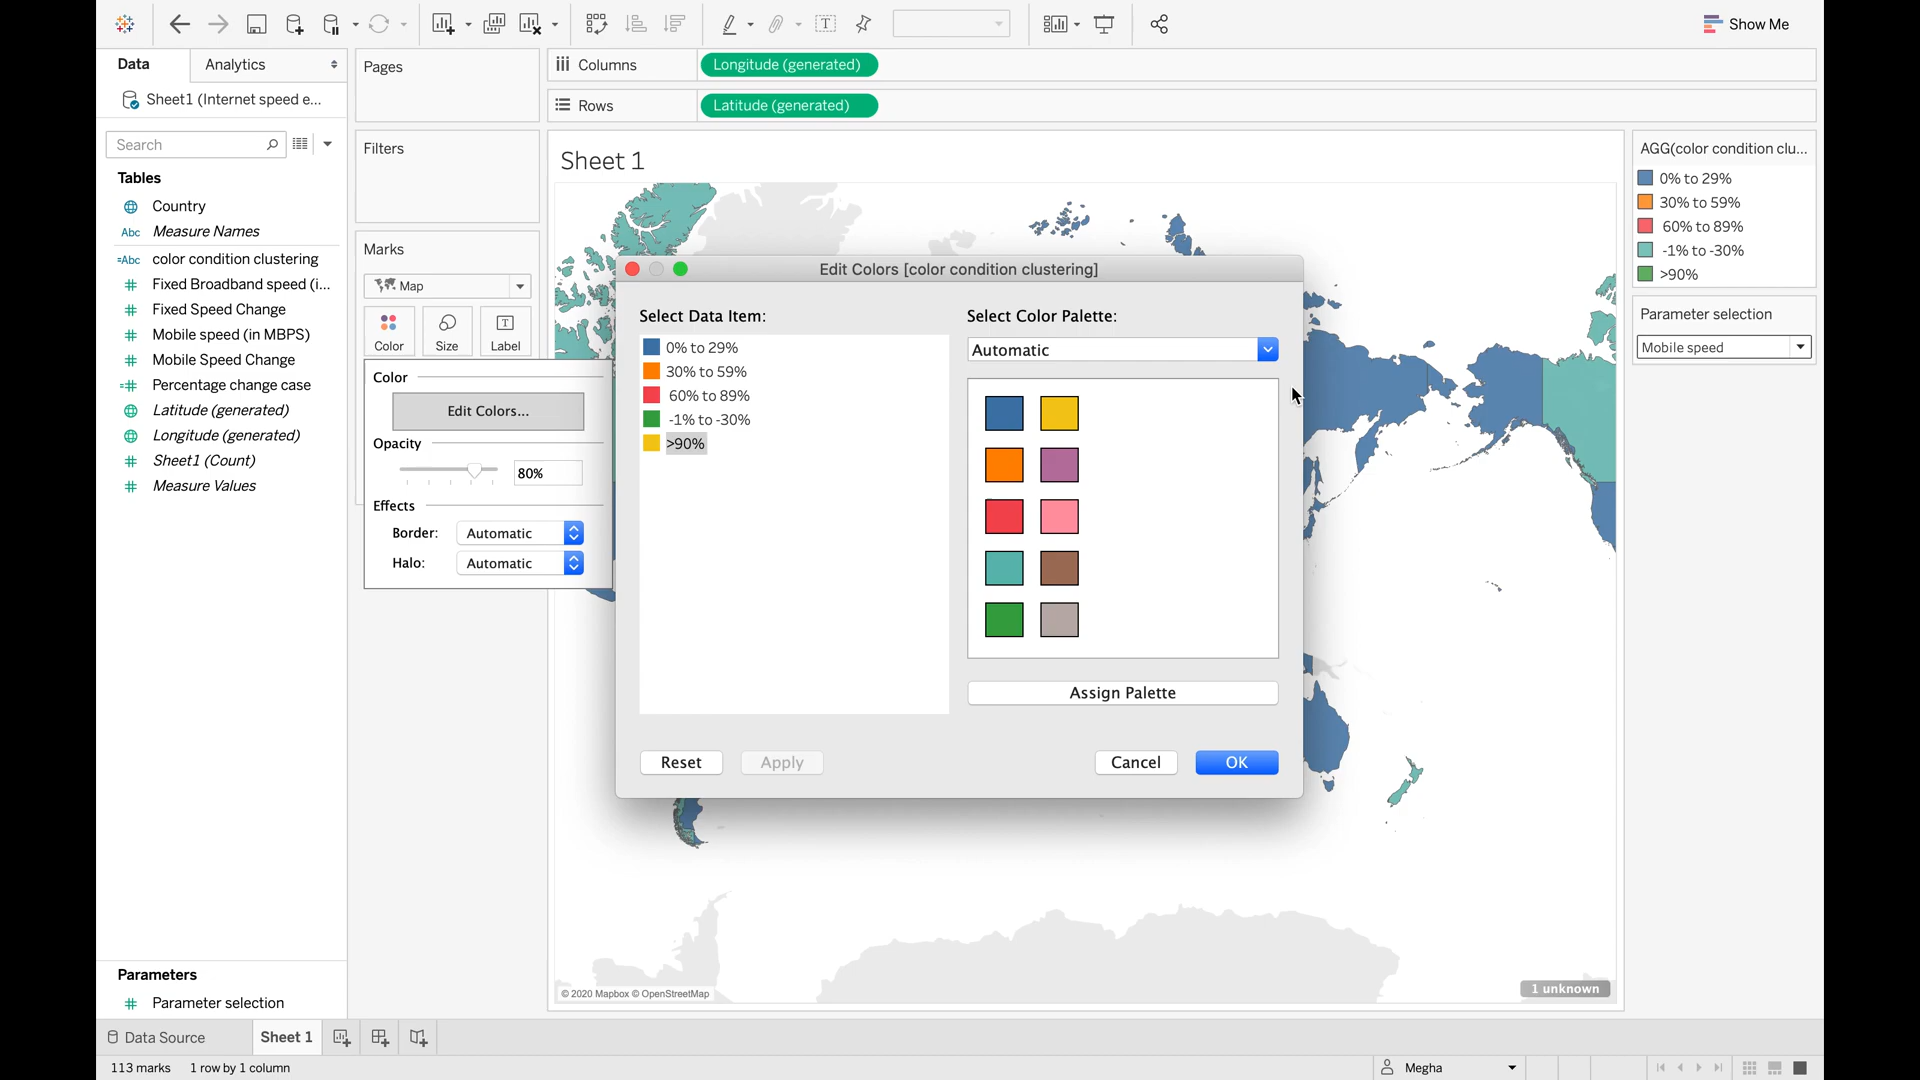 Show Me
Data
Analytics
Pages
Columns
Longitude (generated)
Rows
Latitude (generated)
Sheet1 (Internet speed e...
Search
Tables
Country
Abc Measure Names
=Abc color condition clustering
Fixed Broadband speed (i...
Fixed Speed Change
Mobile speed (in MBPS)
Mobile Speed Change
Percentage change case
Latitude (generated)
Longitude (generated)
Sheet1 (Count)
Measure Values
Parameters
Parameter selection
Filters
Marks
Map
Color
Size
Label
Color
Edit Colors...
Opacity
80%
Effects
Border:
Automatic
Halo:
Automatic
Sheet 1
Edit Colors [color condition clustering]
Select Data Item:
0% to 29%
30% to 59%
60% to 89%
-1% to -30%
>90%
Select Color Palette:
Automatic
Assign Palette
Reset
Apply
Cancel
OK
© 2020 Mapbox © OpenStreetMap
1 unknown
AGG(color condition clu...
0% to 29%
30% to 59%
60% to 89%
-1% to -30%
>90%
Parameter selection
Mobile speed
Data Source
Sheet 1
113 marks
1 row by 1 column
Megha